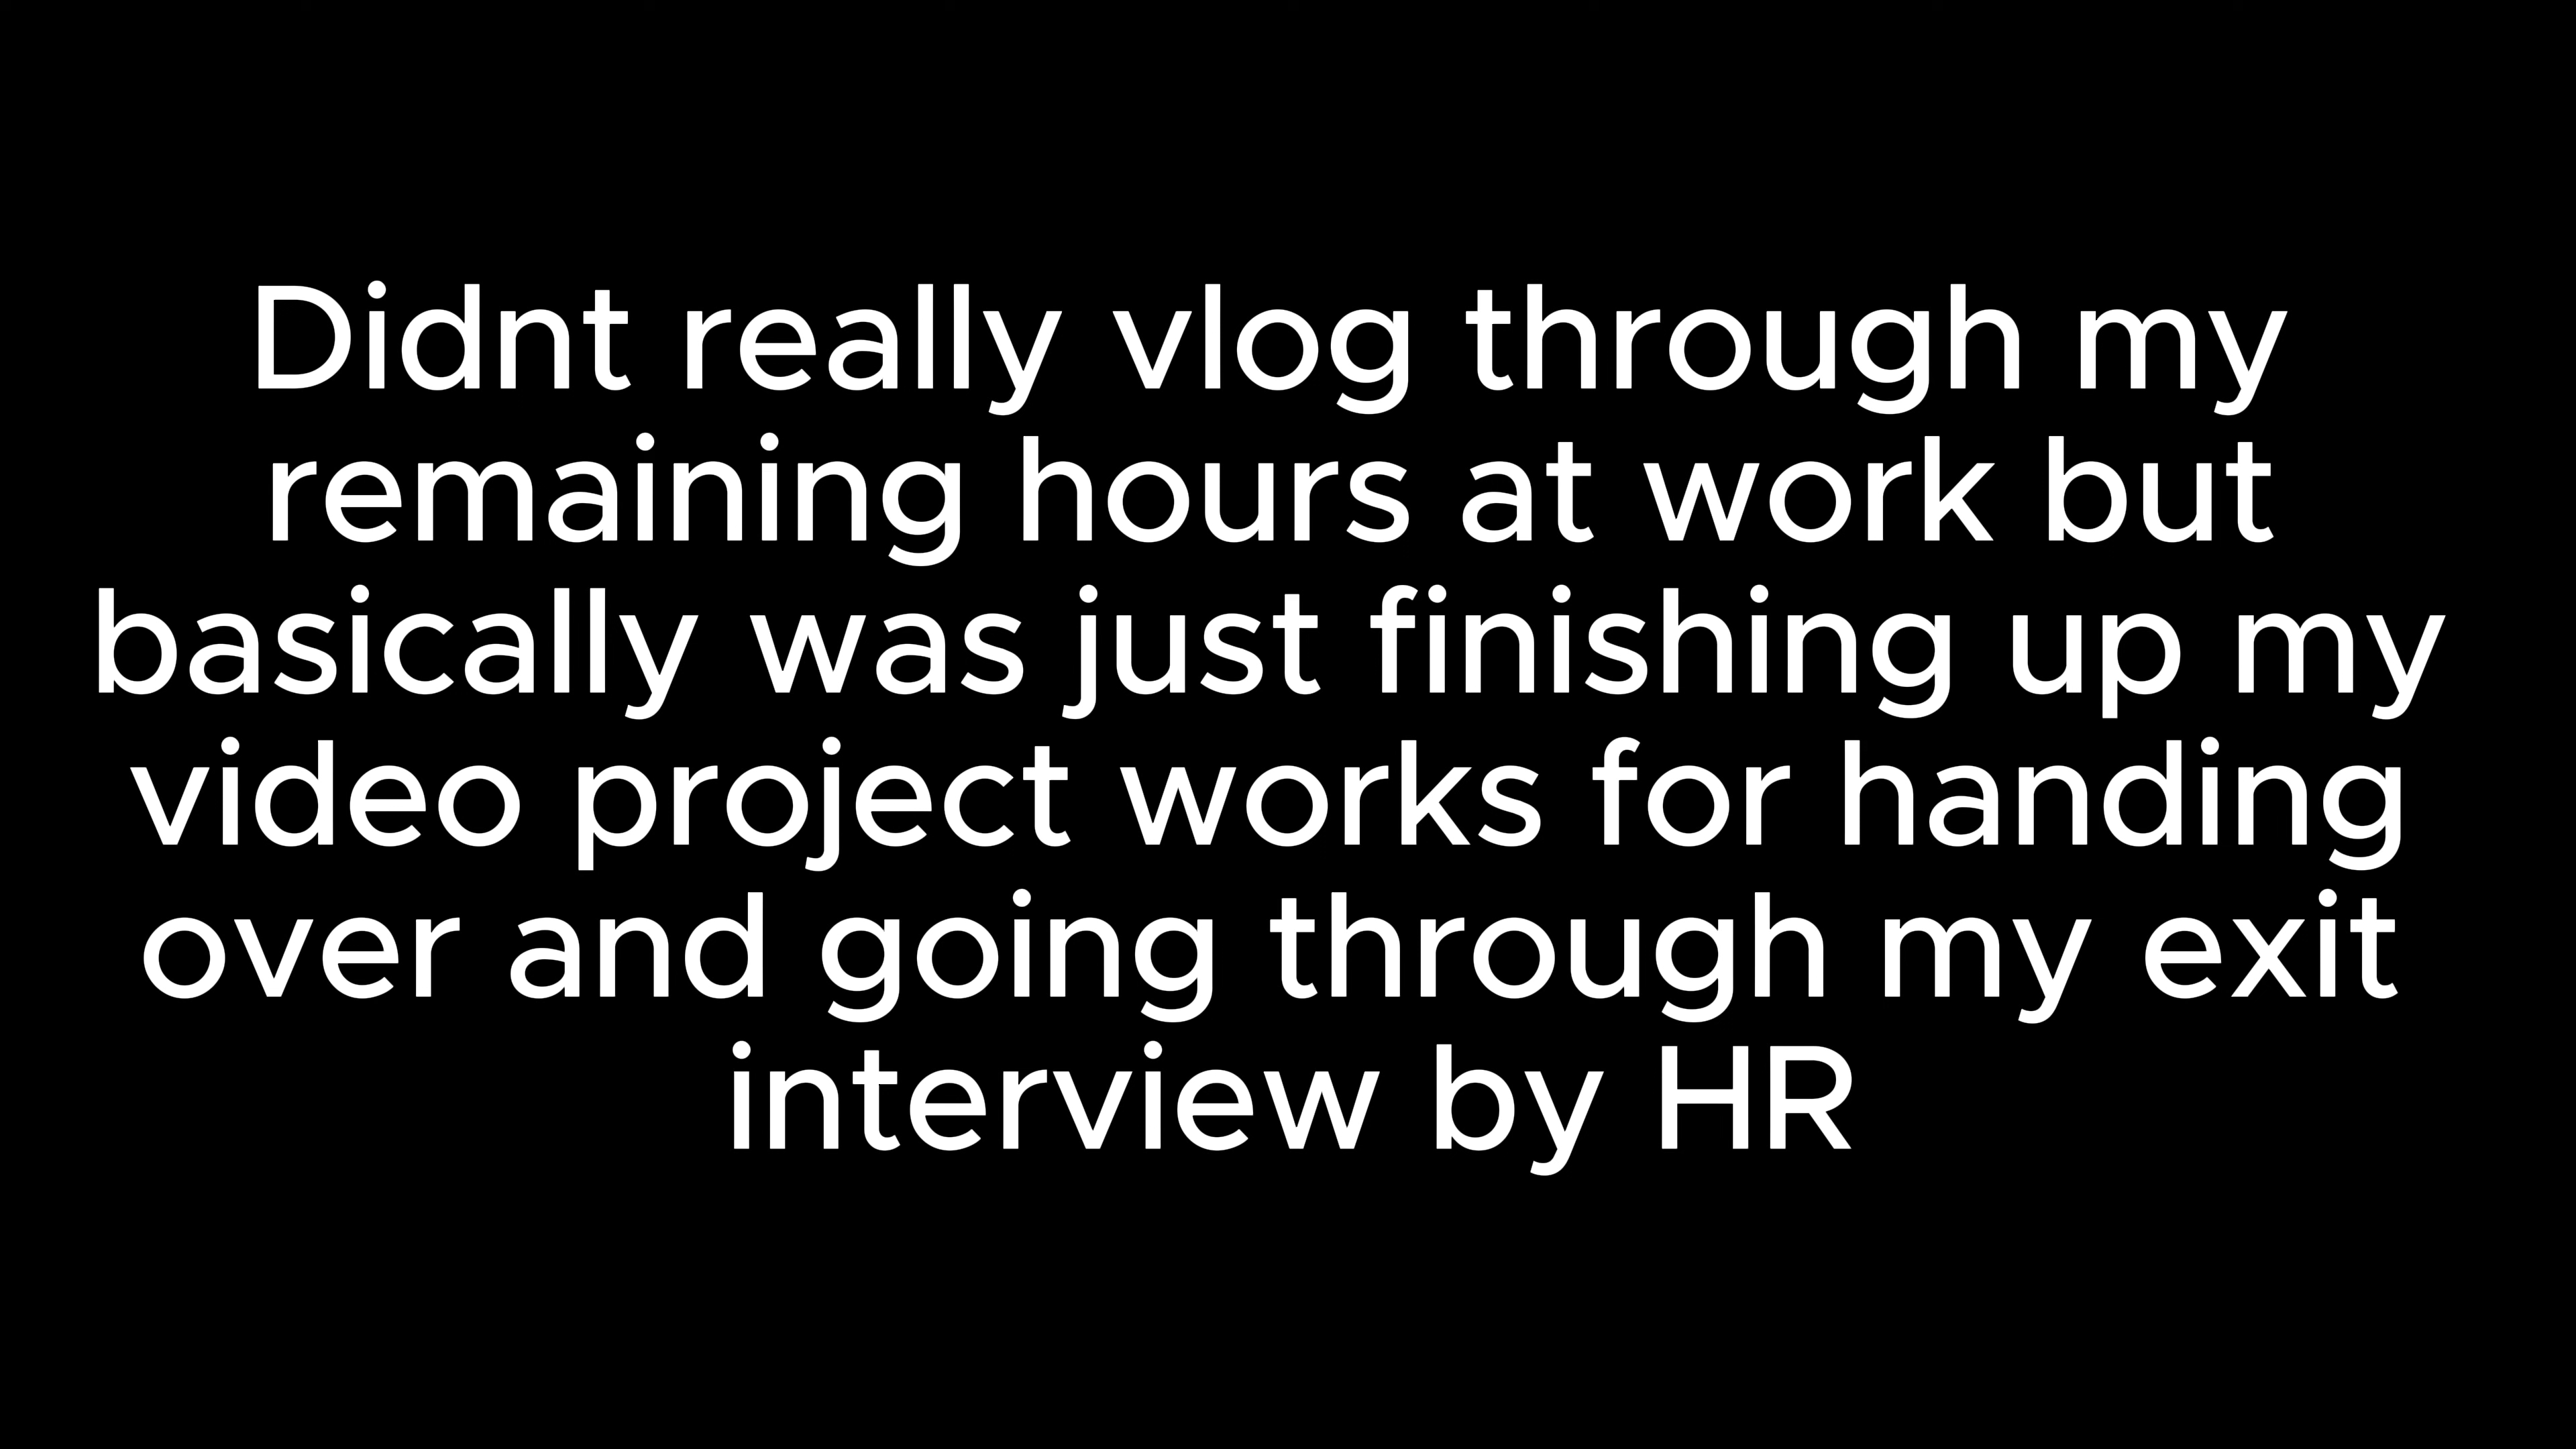 Didnt really vlog through my
remaining hours at work but
basically was just finishing up my
video project works for handing
over and going through my exit
interview by HR